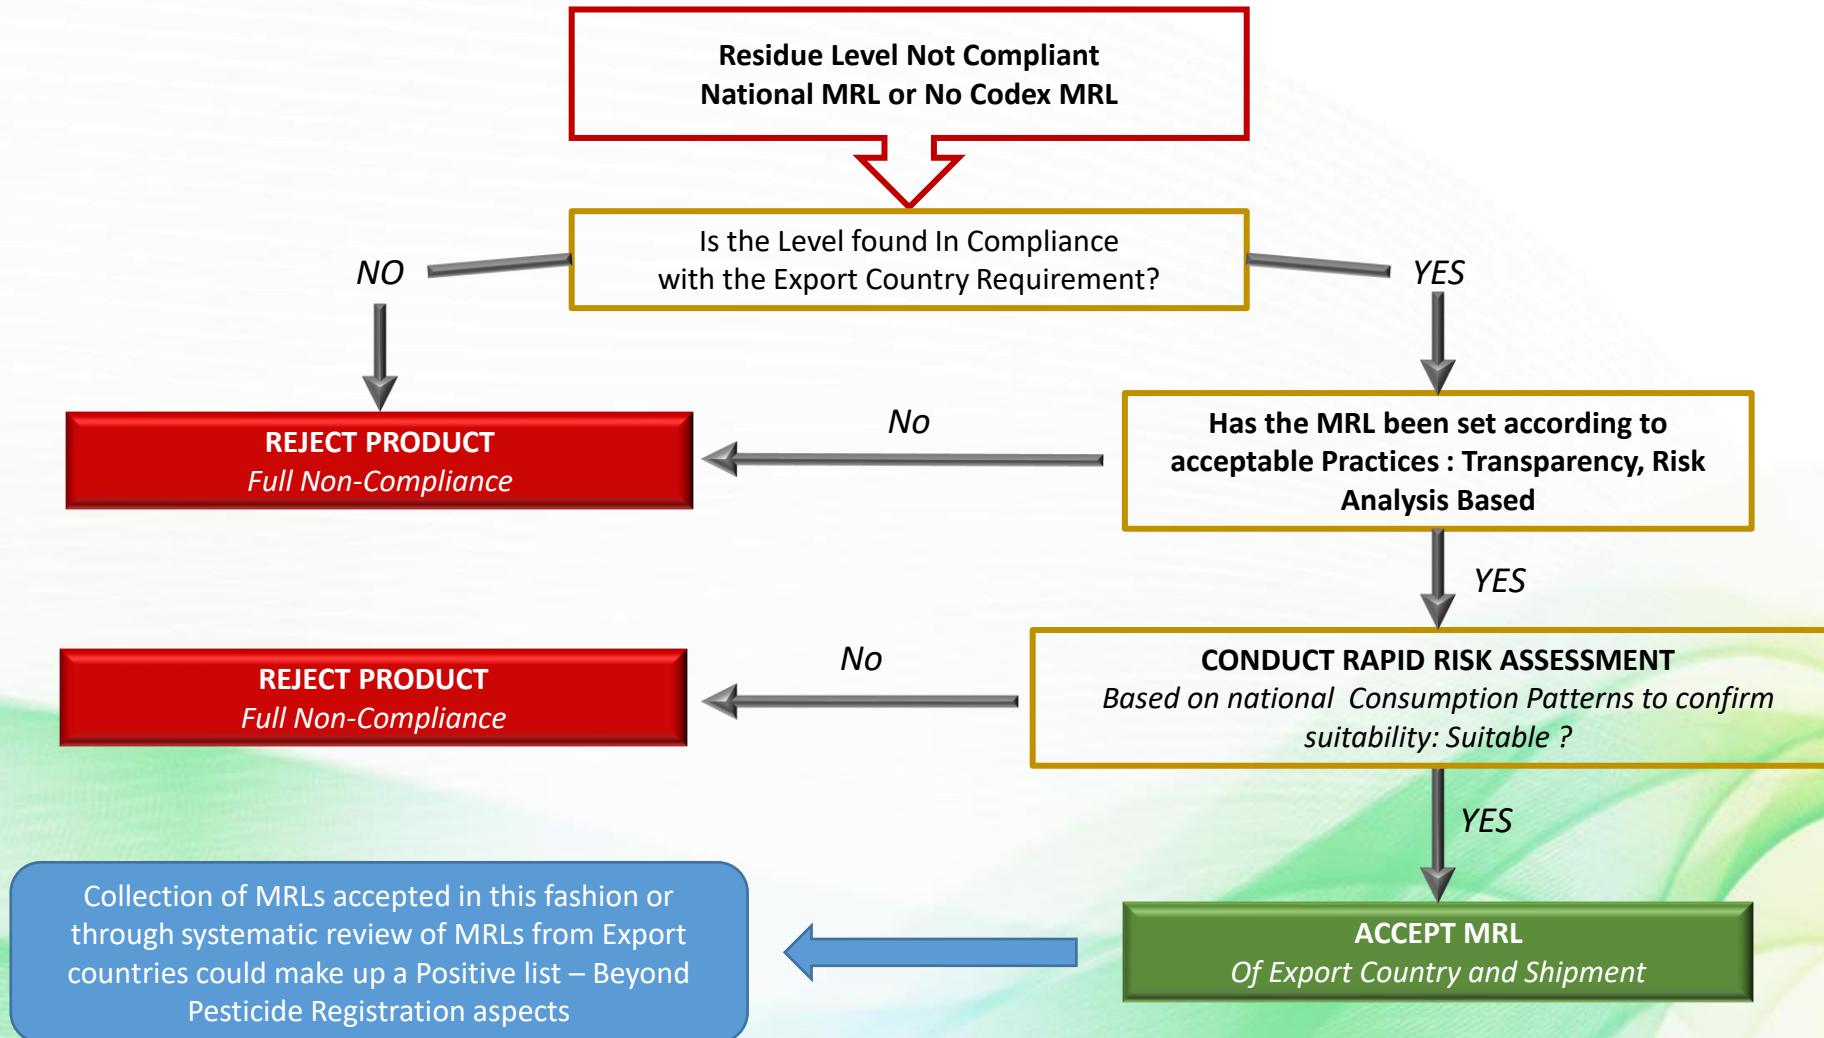 Residue Level Not Compliant
National MRL or No Codex MRL
Is the Level found In Compliance
with the Export Country Requirement?
NO
YES
REJECT PRODUCT
Full Non-Compliance
No
Has the MRL been set according to
acceptable Practices : Transparency, Risk
Analysis Based
YES
REJECT PRODUCT
Full Non-Compliance
No
CONDUCT RAPID RISK ASSESSMENT
Based on national Consumption Patterns to confirm
suitability: Suitable ?
YES
Collection of MRLs accepted in this fashion or
through systematic review of MRLs from Export
countries could make up a Positive list – Beyond
Pesticide Registration aspects
ACCEPT MRL
Of Export Country and Shipment